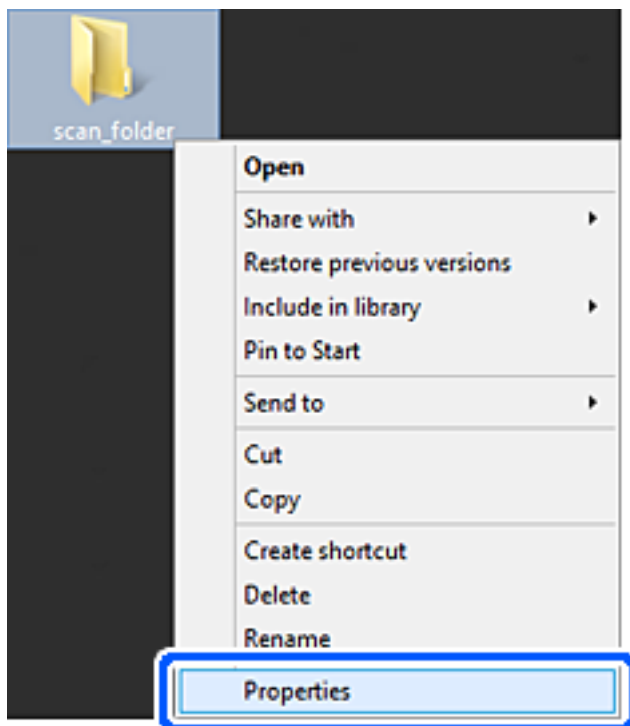 scan_folder
Open
Share with
Restore previous versions
Include in library
Pin to Start
Send to
Cut
Copy
Create shortcut
Delete
Rename
Properties